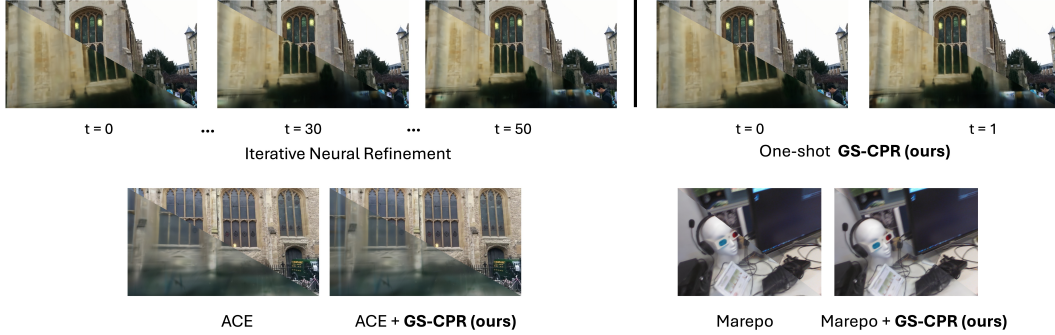 t = 0 ... t = 30 ... t = 50
Iterative Neural Refinement
t = 0 t = 1
One-shot GS-CPR (ours)
ACE ACE + GS-CPR (ours)
Marepo Marepo + GS-CPR (ours)